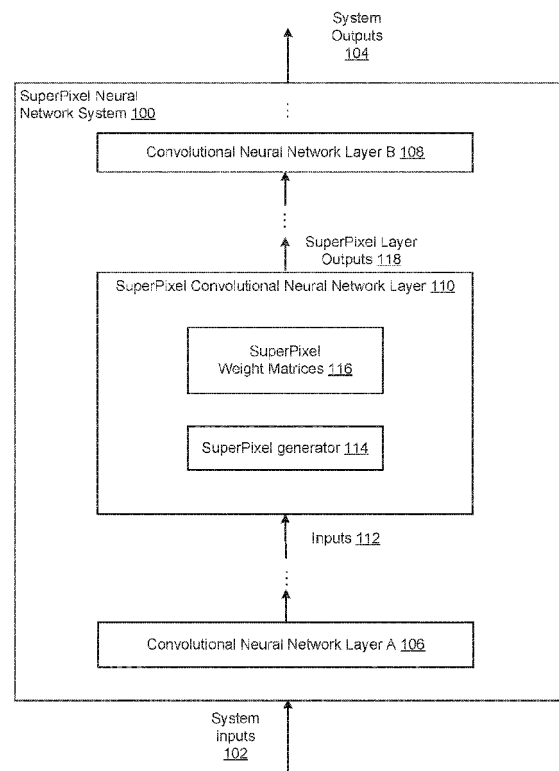 System
Outputs
104
SuperPixel Neural
Network System 100
Convolutional Neural Network Layer B 108
SuperPixel Layer
Outputs 118
SuperPixel Convolutional Neural Network Layer 110
SuperPixel
Weight Matrices 116
SuperPixel generator 114
Inputs 112
Convolutional Neural Network Layer A 106
System
Inputs
102